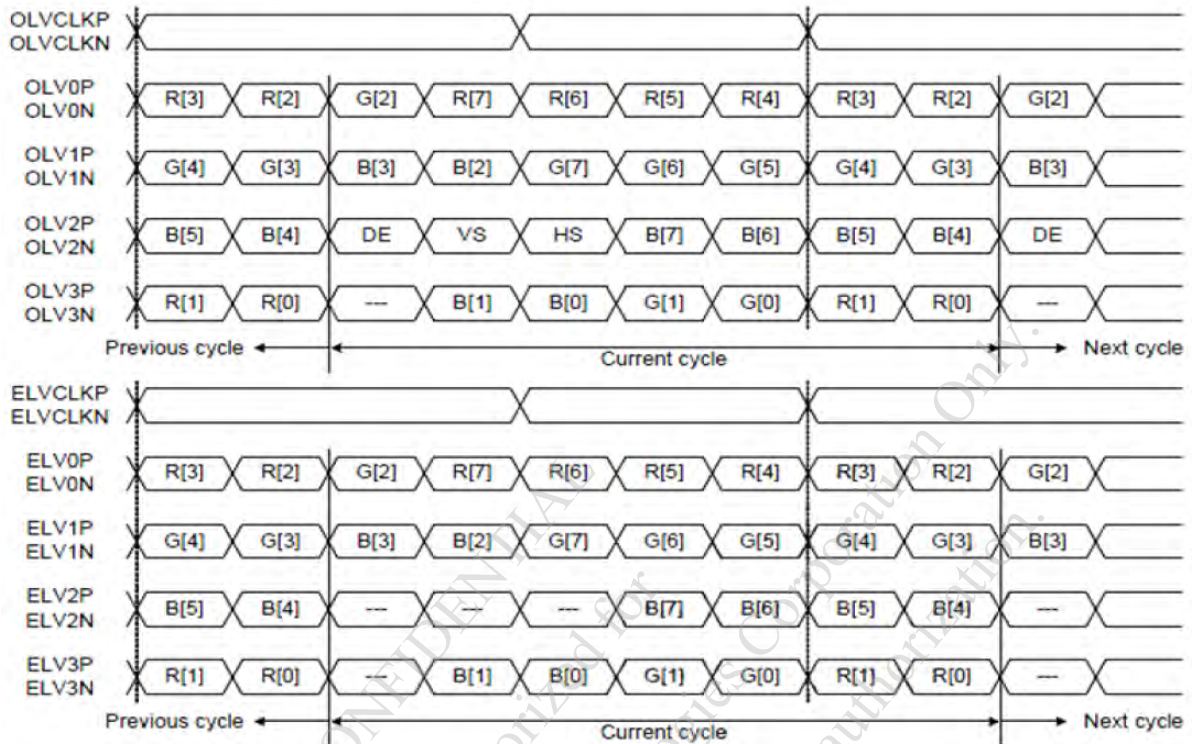 OLVCLKP
OLVCLKN
OLV0P
OLV0N
R[3] R[2] G[2] R[7] R[6] R[5] R[4] R[3] R[2] G[2]
OLV1P
OLV1N
G[4] G[3] B[3] B[2] G[7] G[6] G[5] G[4] G[3] B[3]
OLV2P
OLV2N
B[5] B[4] DE VS HS B[7] B[6] B[5] B[4] DE
OLV3P
OLV3N
R[1] R[0] --- B[1] B[0] G[1] G[0] R[1] R[0] ---
Previous cycle Current cycle Next cycle
ELVCLKP
ELVCLKN
ELV0P
ELV0N
R[3] R[2] G[2] R[7] R[6] R[5] R[4] R[3] R[2] G[2]
ELV1P
ELV1N
G[4] G[3] B[3] B[2] G[7] G[6] G[5] G[4] G[3] B[3]
ELV2P
ELV2N
B[5] B[4] --- --- --- B[7] B[6] B[5] B[4] ---
ELV3P
ELV3N
R[1] R[0] --- B[1] B[0] G[1] G[0] R[1] R[0] ---
Previous cycle Current cycle Next cycle
Corporation Only.
authorization.